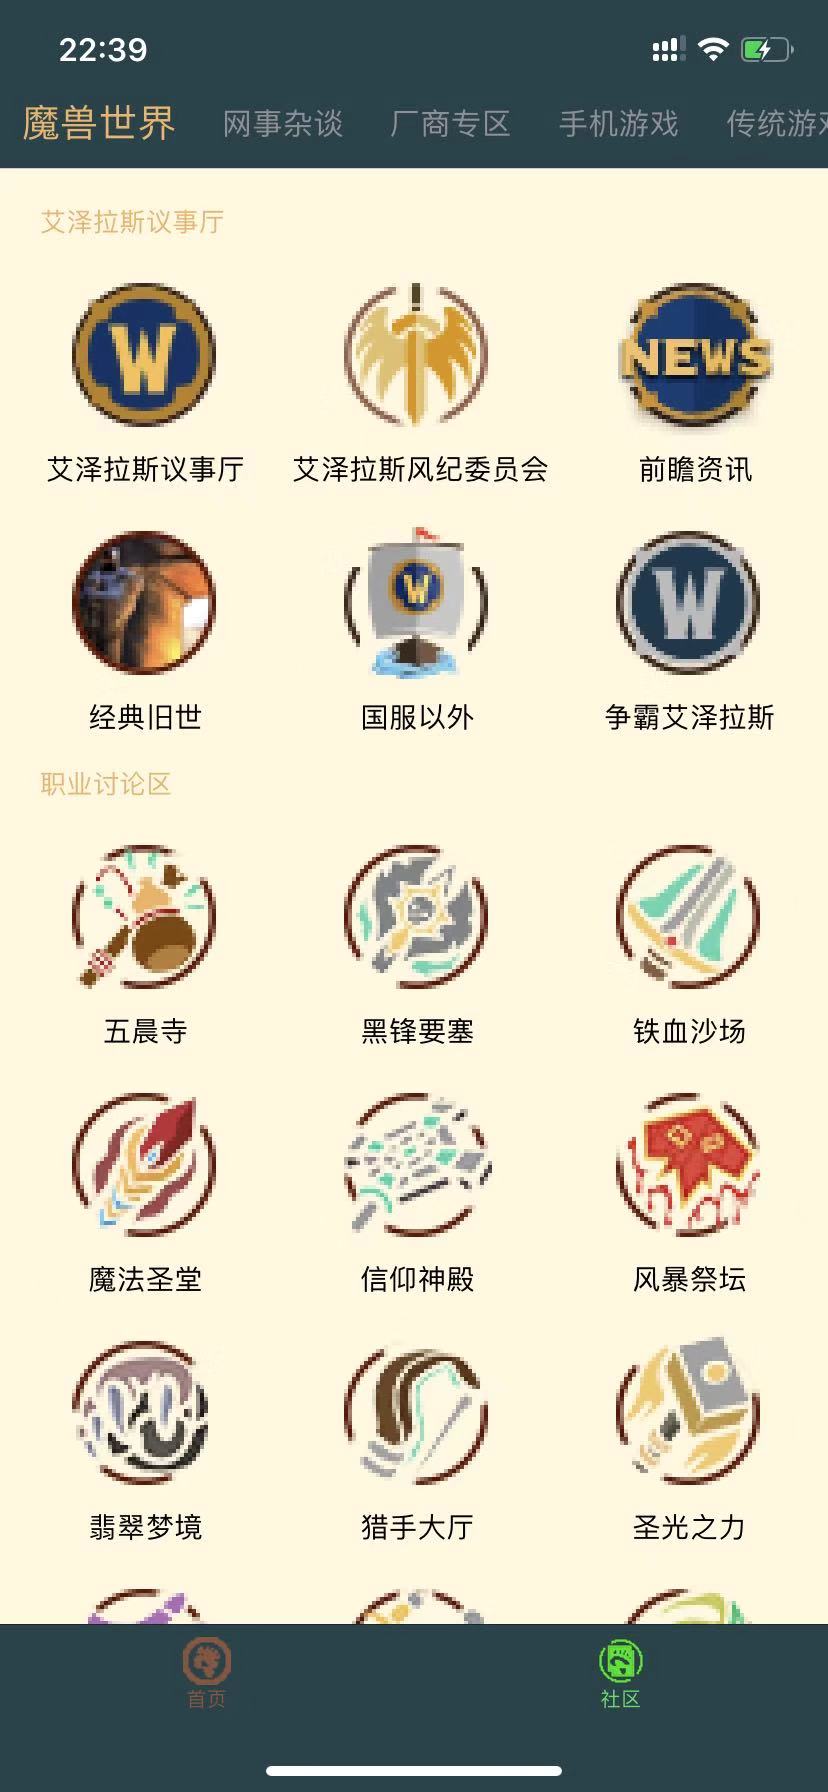 22:39
魔兽世界 网事杂谈 厂商专区 手机游戏 传统游戏
艾泽拉斯议事厅
W
NEWS
艾泽拉斯议事厅 艾泽拉斯风纪委员会 前瞻资讯
W
W
经典旧世 国服以外 争霸艾泽拉斯
职业讨论区
五晨寺 黑锋要塞 铁血沙场
魔法圣堂 信仰神殿 风暴祭坛
翡翠梦境 猎手大厅 圣光之力
首页 社区